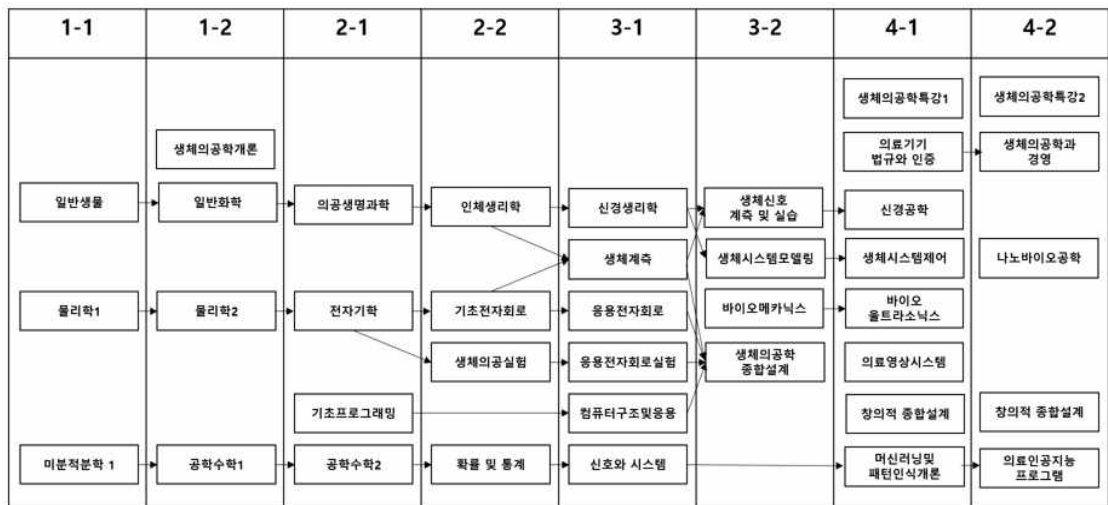 1-1
1-2
2-1
2-2
3-1
3-2
4-1
4-2
생체의공학특강1
생체의공학특강2
생체의공학개론
의료기기
법규와 인증
생체의공학과
경영
일반생물
일반화학
의공생명과학
인체생리학
신경생리학
생체신호
계측 및 실습
신경공학
생체계측
생체시스템모델링
생체시스템제어
나노바이오공학
물리학1
물리학2
전자기학
기초전자회로
응용전자회로
바이오메카닉스
바이오
울트라소닉스
생체의공실험
응용전자회로실험
생체의공학
종합설계
의료영상시스템
기초프로그래밍
컴퓨터구조및응용
창의적 종합설계
창의적 종합설계
미분적분학 1
공학수학1
공학수학2
확률 및 통계
신호와 시스템
머신러닝및
패턴인식개론
의료인공지능
프로그램